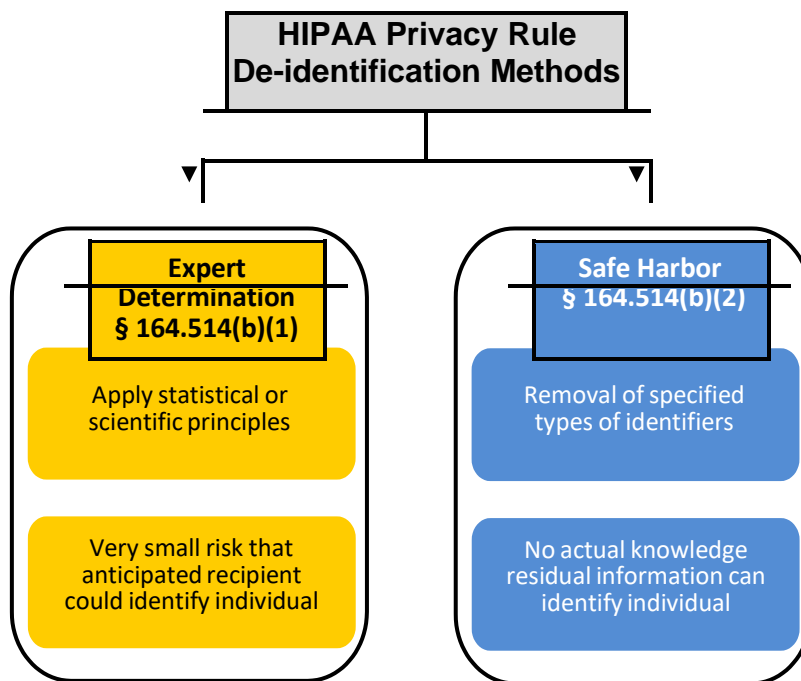 HIPAA Privacy Rule
De-identification Methods
Expert
Determination
§ 164.514(b)(1)
Apply statistical or
scientific principles
Very small risk that
anticipated recipient
could identify individual
Safe Harbor
§ 164.514(b)(2)
Removal of specified
types of identifiers
No actual knowledge
residual information can
identify individual